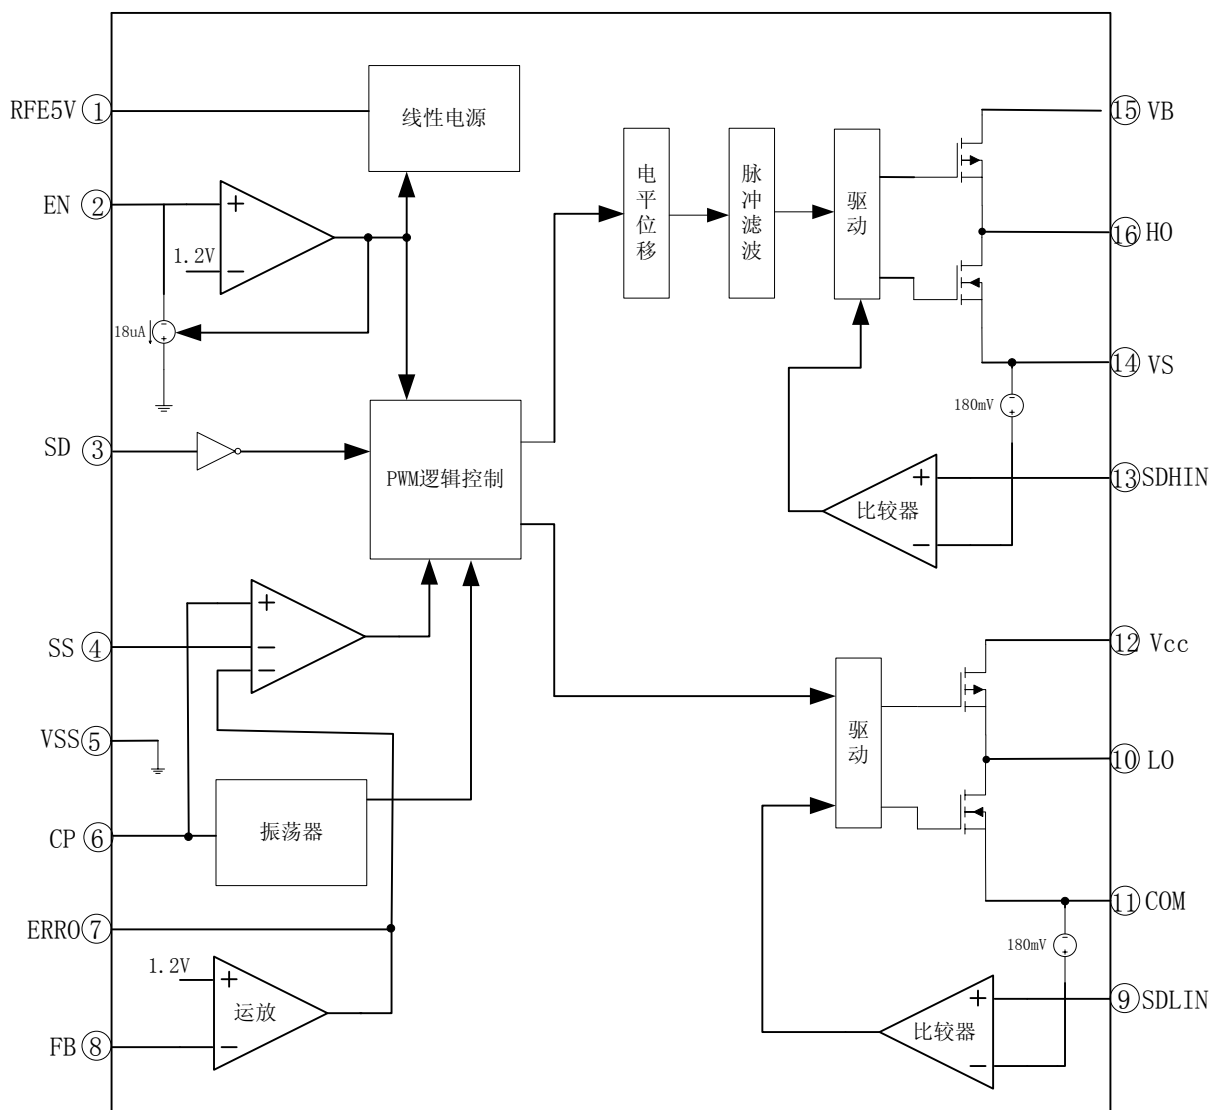 RFE5V ①
线性电源
EN ②
+
1.2V
−
18uA
−
+
SD ③
PWM逻辑控制
SS ④
+
−
−
VSS ⑤
CP ⑥
振荡器
ERRO ⑦
1.2V
+
运放
−
FB ⑧
电平位移
脉冲滤波
驱动
⑮ VB
⑯ HO
⑭ VS
180mV
−
+
⑬ SDHIN
+
比较器
−
⑫ Vcc
驱动
⑩ LO
⑪ COM
180mV
−
+
⑨ SDLIN
+
比较器
−